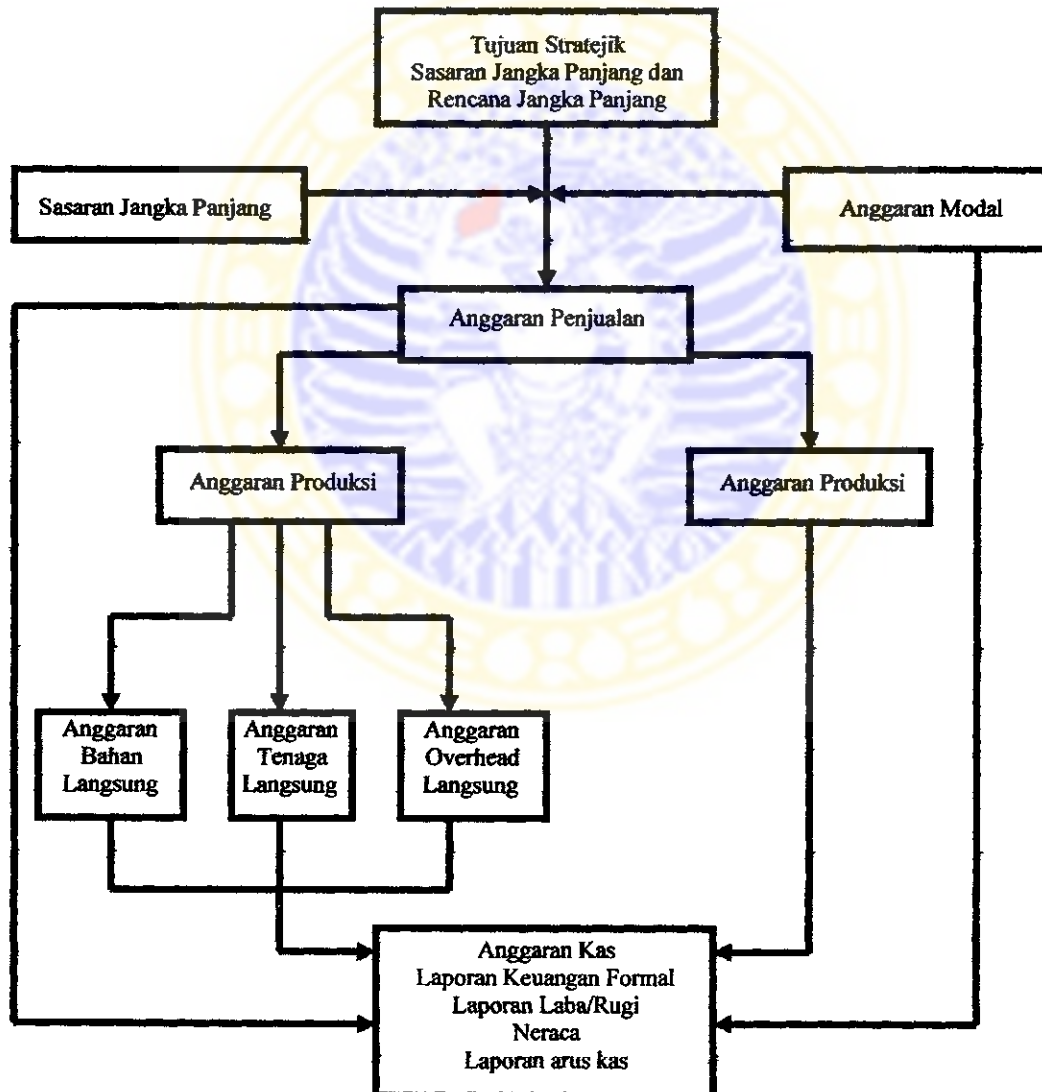 Tujuan Stratejik
Sasaran Jangka Panjang dan
Rencana Jangka Panjang
Sasaran Jangka Panjang
Anggaran Modal
Anggaran Penjualan
Anggaran Produksi
Anggaran Produksi
Anggaran
Bahan
Langsung
Anggaran
Tenaga
Langsung
Anggaran
Overhead
Langsung
Anggaran Kas
Laporan Keuangan Formal
Laporan Laba/Rugi
Neraca
Laporan arus kas